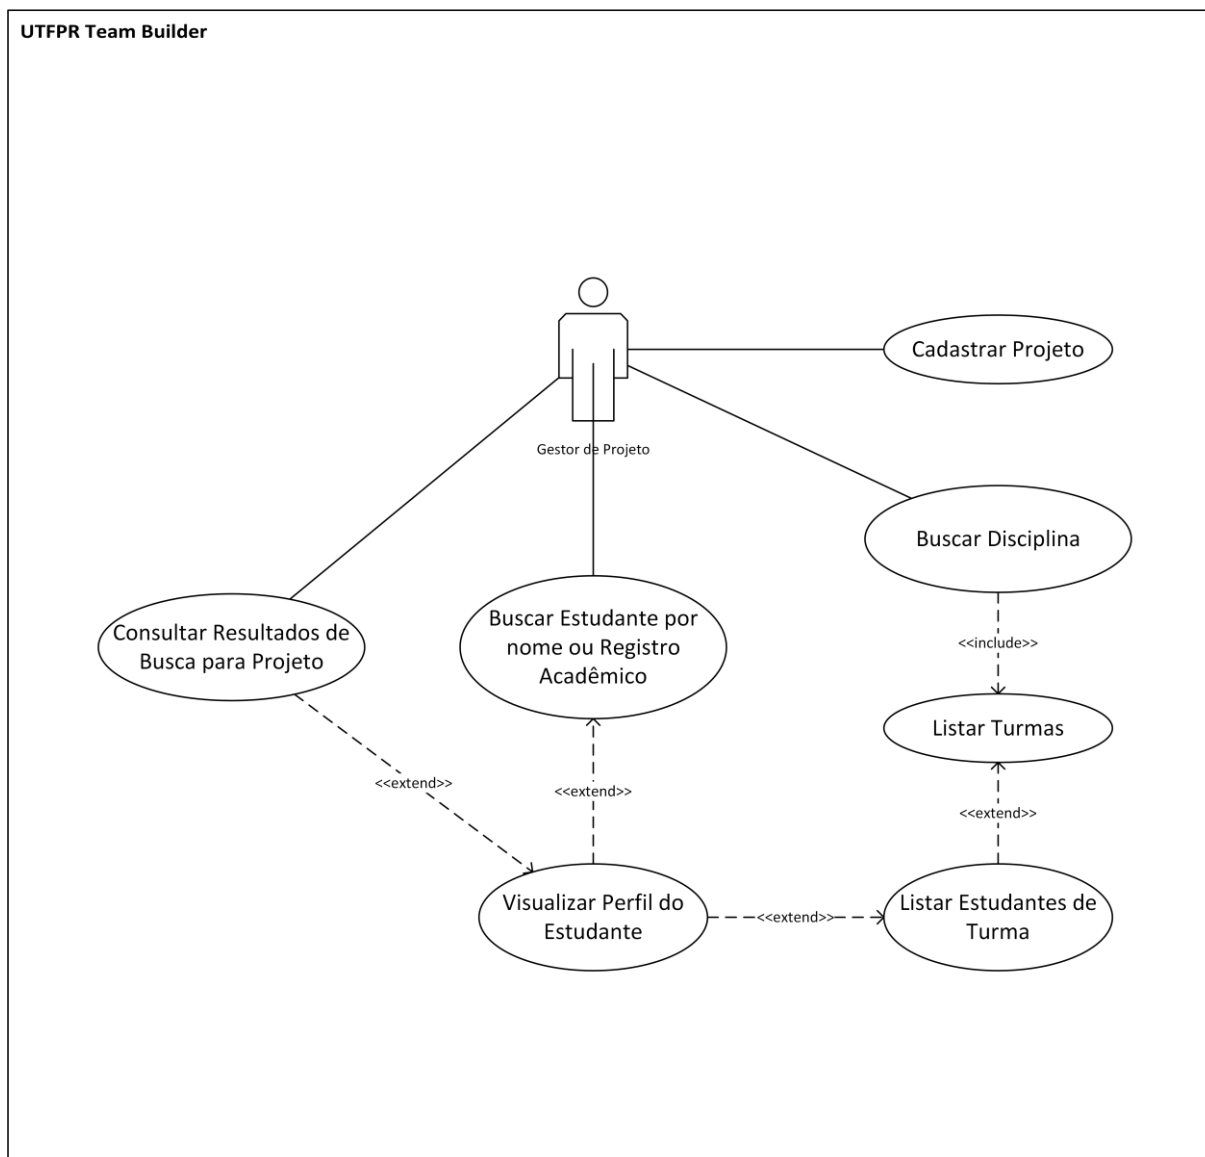 UTFPR Team Builder
Cadastrar Projeto
Gestor de Projeto
Buscar Disciplina
Consultar Resultados de
Busca para Projeto
Buscar Estudante por
nome ou Registro
Acadêmico
<<include>>
Listar Turmas
<<extend>>
<<extend>>
<<extend>>
Visualizar Perfil do
Estudante
<<extend>>
Listar Estudantes de
Turma